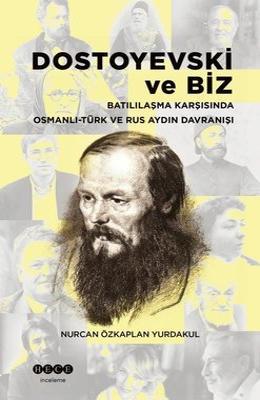 DOSTOYEVSKİ
ve BİZ
BATILILAŞMA KARŞISINDA
OSMANLI-TÜRK VE RUS AYDIN DAVRANIŞI
NURCAN ÖZKAPLAN YURDAKUL
HECE
inceleme